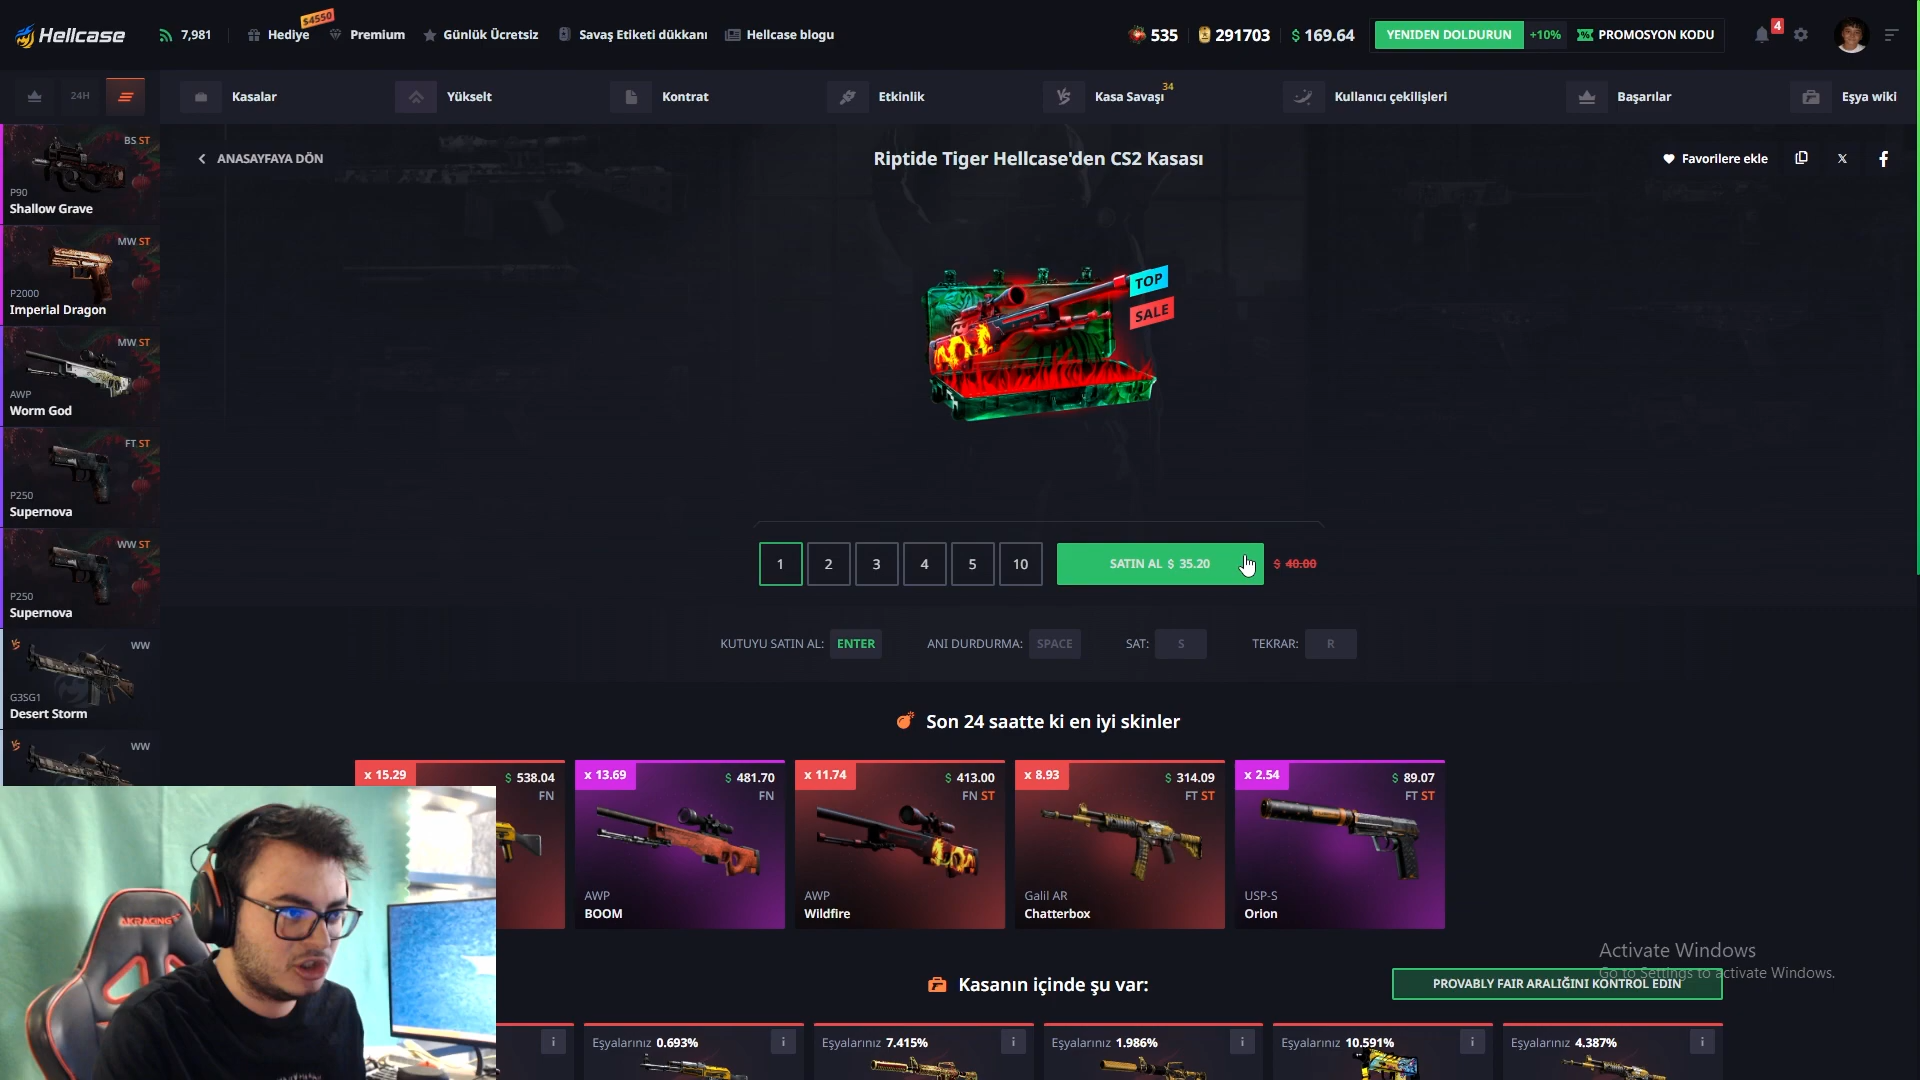 Hellcase
7,981
Hediye
$4550
Premium
Günlük Ücretsiz
Savaş Etiketi dükkanı
Hellcase blogu
535
291703
$ 169.64
YENIDEN DOLDURUN
+10%
PROMOSYON KODU
4
24H
Kasalar
Yükselt
Kontrat
Etkinlik
Kasa Savaşı
34
Kullanıcı çekilişleri
Başarılar
Eşya wiki
ANASAYFAYA DÖN
Riptide Tiger Hellcase'den CS2 Kasası
Favorilere ekle
BS ST
P90
Shallow Grave
MW ST
P2000
Imperial Dragon
MW ST
AWP
Worm God
FT ST
P250
Supernova
WW ST
P250
Supernova
WW
G3SG1
Desert Storm
WW
TOP
SALE
1
2
3
4
5
10
SATIN AL $ 35.20
$ 40.00
KUTUYU SATIN AL: ENTER
ANI DURDURMA: SPACE
SAT: S
TEKRAR: R
Son 24 saatte ki en iyi skinler
x 15.29
$ 538.04
FN
x 13.69
$ 481.70
FN
AWP
BOOM
x 11.74
$ 413.00
FN ST
AWP
Wildfire
x 8.93
$ 314.09
FT ST
Galil AR
Chatterbox
x 2.54
$ 89.07
FT ST
USP-S
Orion
Kasanın içinde şu var:
PROVABLY FAIR ARALIĞINI KONTROL EDIN
Activate Windows
Go to Settings to activate Windows.
Eşyalarınız 0.693%
Eşyalarınız 7.415%
Eşyalarınız 1.986%
Eşyalarınız 10.591%
Eşyalarınız 4.387%
AKRACING